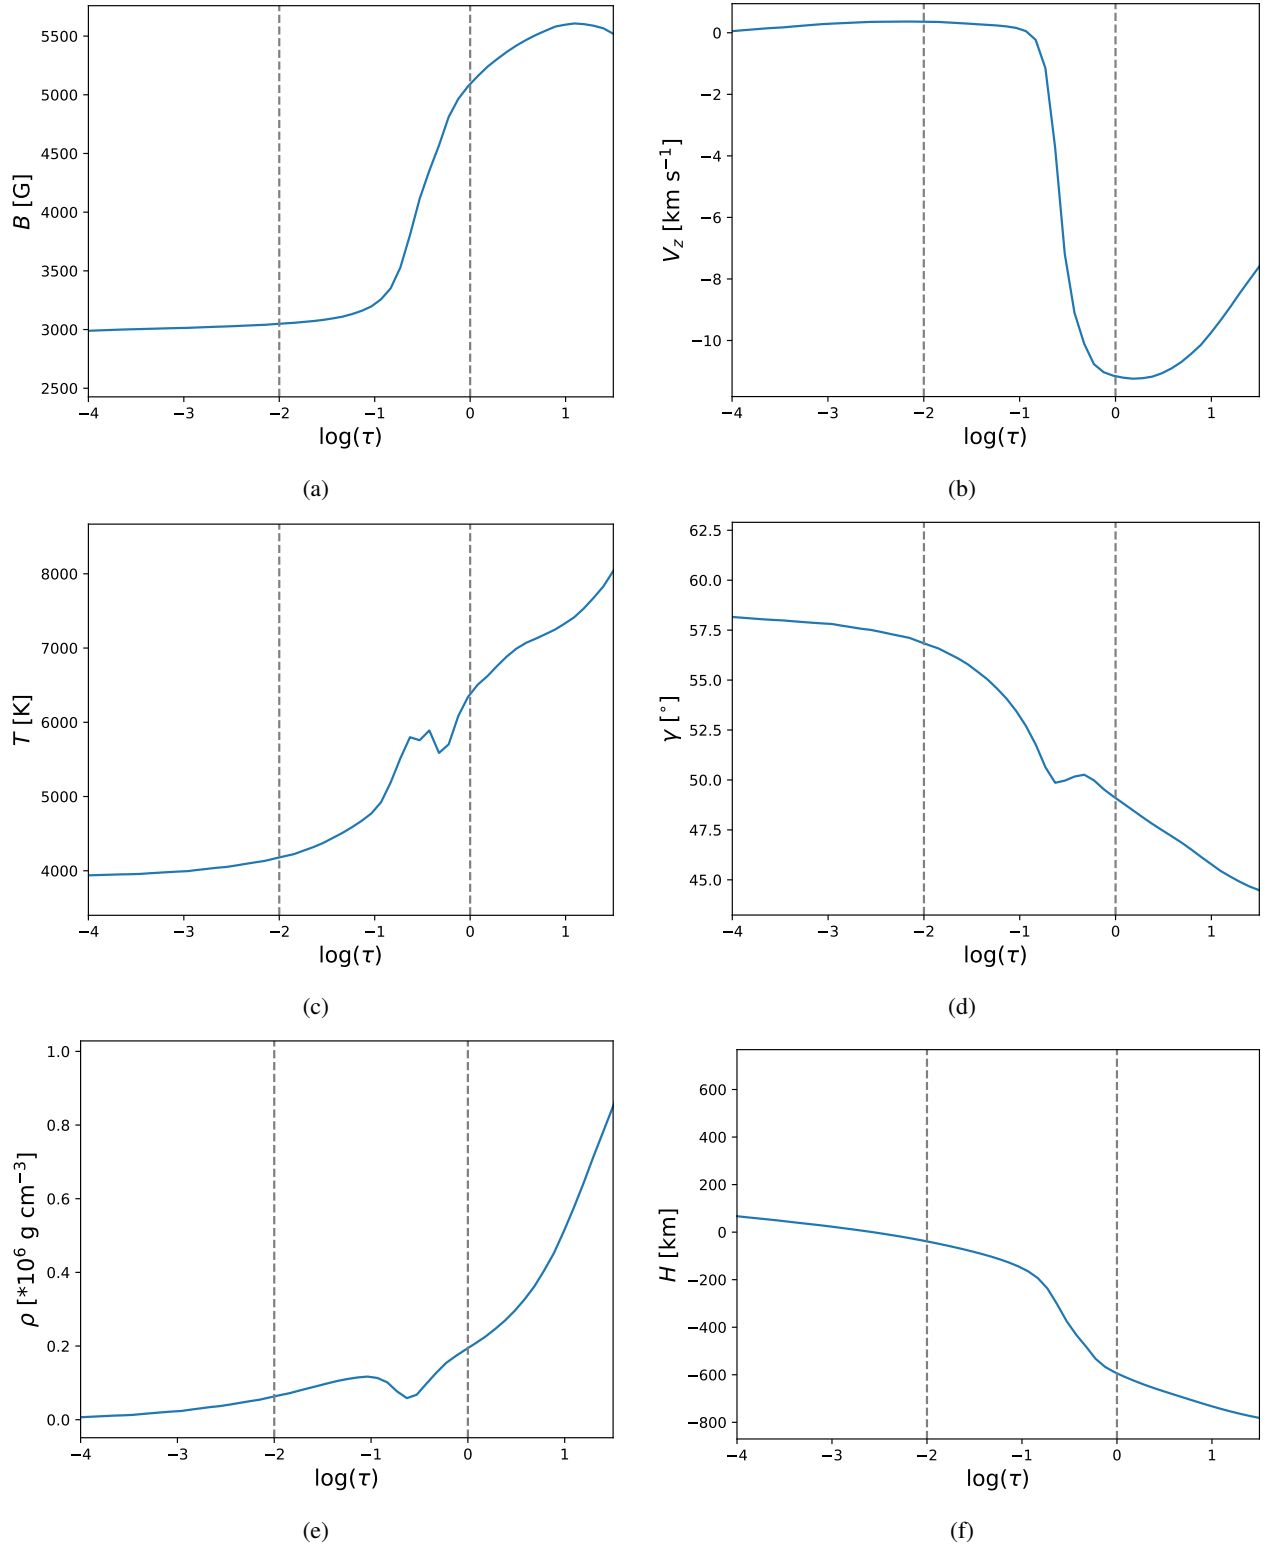 5500
5000
4500
4000
3500
3000
2500
B [G]
−4 −3 −2 −1 0 1
log(τ)
(a)
0
−2
−4
−6
−8
−10
V_z [km s⁻¹]
−4 −3 −2 −1 0 1
log(τ)
(b)
8000
7000
6000
5000
4000
T [K]
−4 −3 −2 −1 0 1
log(τ)
(c)
62.5
60.0
57.5
55.0
52.5
50.0
47.5
45.0
γ [°]
−4 −3 −2 −1 0 1
log(τ)
(d)
1.0
0.8
0.6
0.4
0.2
0.0
ρ [*10⁶ g cm⁻³]
−4 −3 −2 −1 0 1
log(τ)
(e)
600
400
200
0
−200
−400
−600
−800
H [km]
−4 −3 −2 −1 0 1
log(τ)
(f)